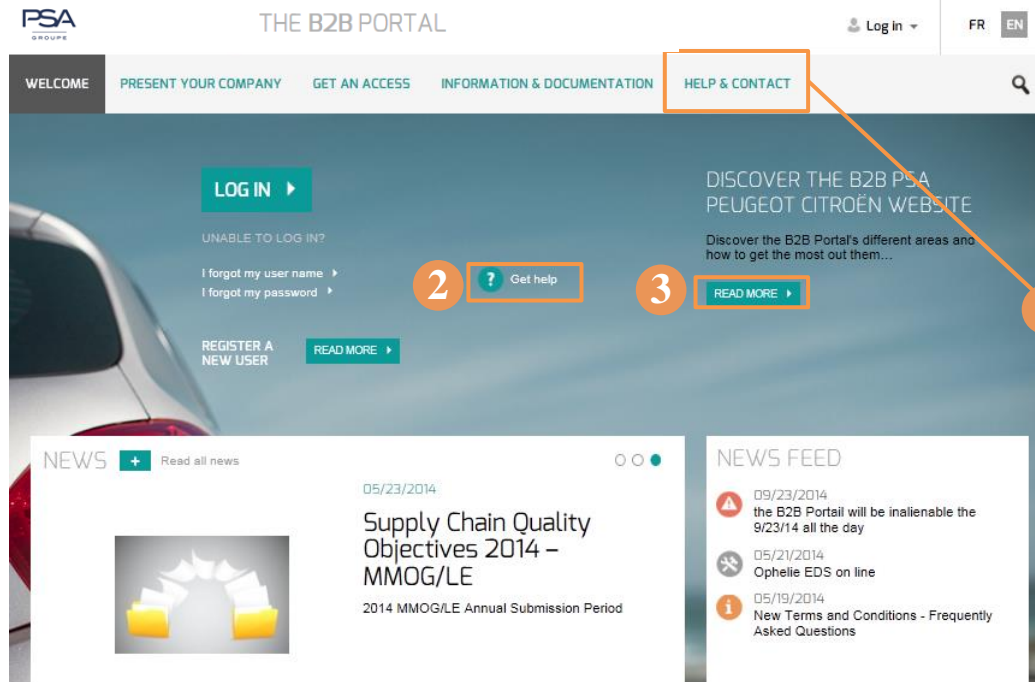 PSA
GROUPE
THE B2B PORTAL
Log in
FR EN
WELCOME PRESENT YOUR COMPANY GET AN ACCESS INFORMATION & DOCUMENTATION HELP & CONTACT
LOG IN
UNABLE TO LOG IN?
I forgot my user name
I forgot my password
2
? Get help
REGISTER A
NEW USER
READ MORE
DISCOVER THE B2B PSA
PEUGEOT CITROËN WEBSITE
Discover the B2B Portal's different areas and
how to get the most out them...
3
READ MORE
NEWS + Read all news
05/23/2014
Supply Chain Quality
Objectives 2014 –
MMOG/LE
2014 MMOG/LE Annual Submission Period
NEWS FEED
09/23/2014
the B2B Portail will be inalienable the
9/23/14 all the day
05/21/2014
Ophelie EDS on line
05/19/2014
New Terms and Conditions - Frequently
Asked Questions